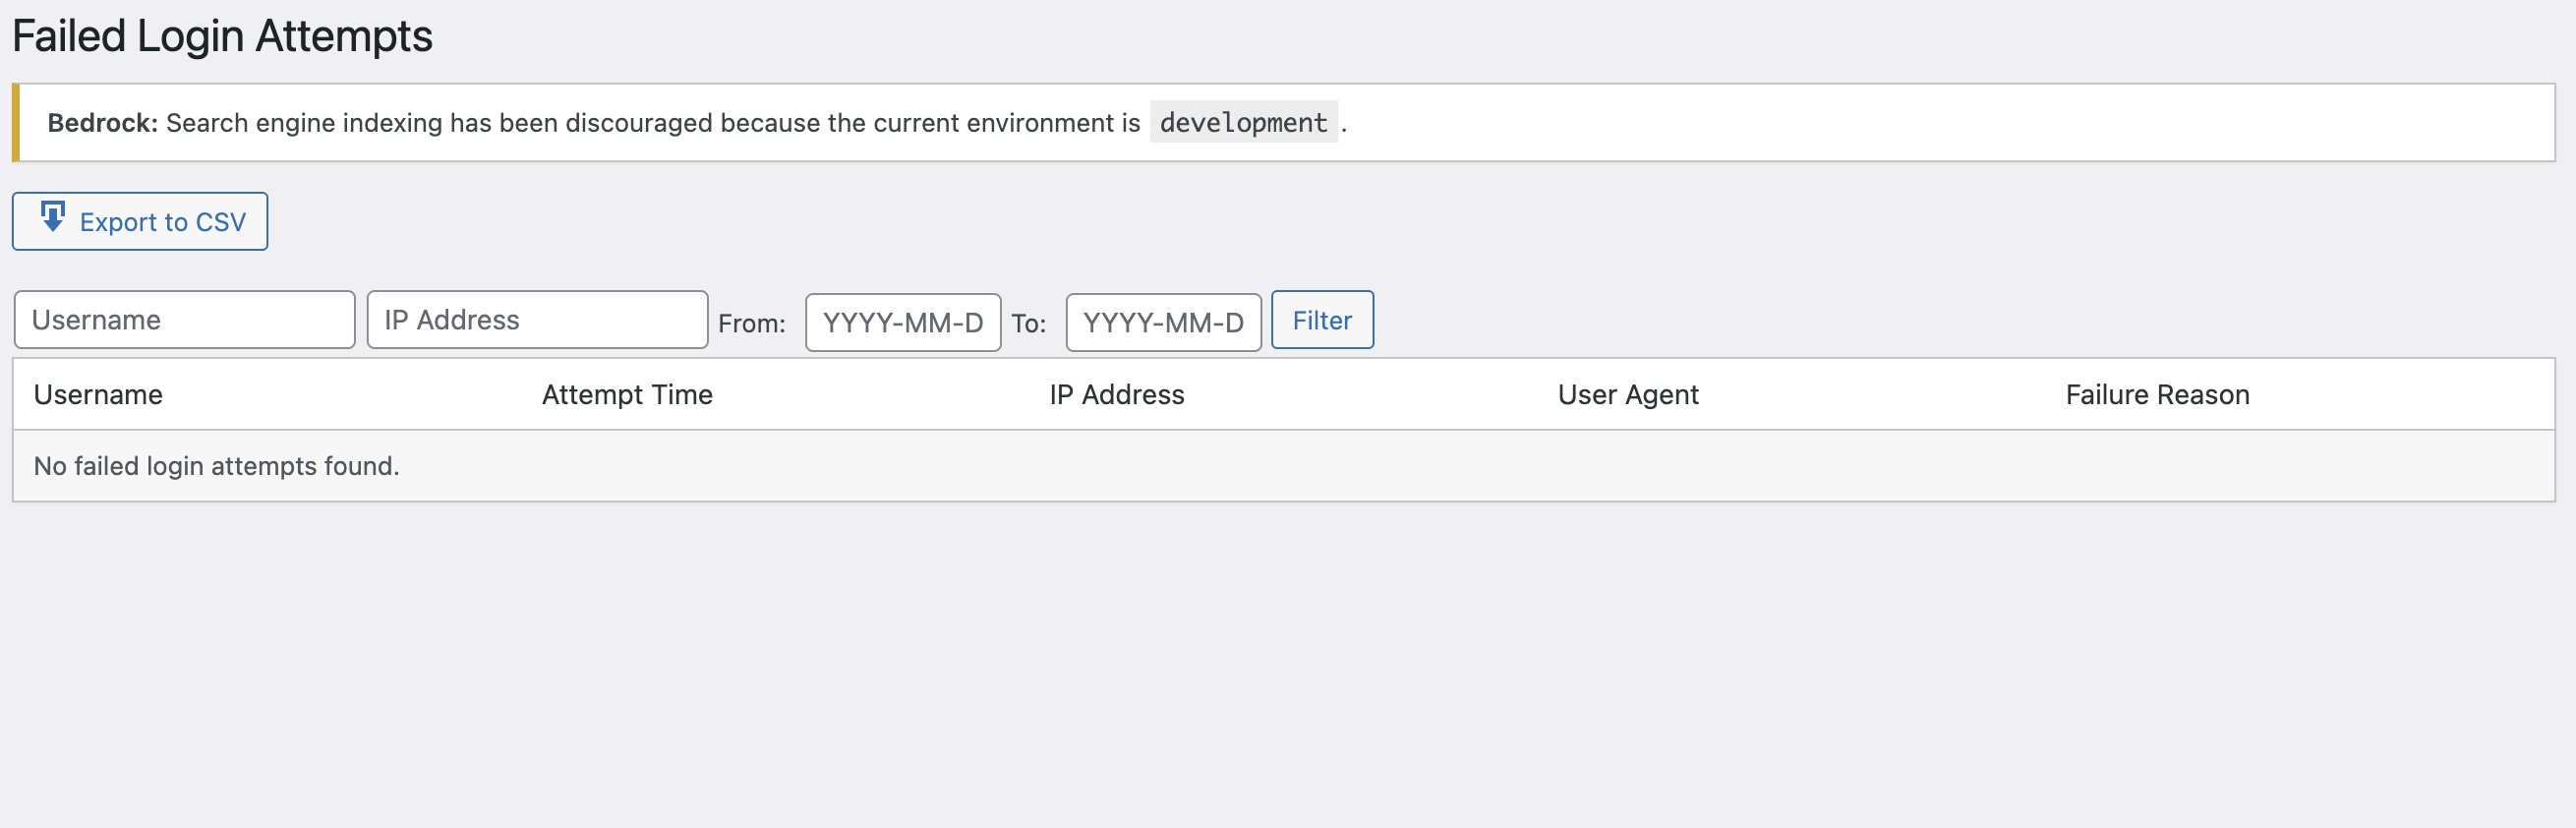 Failed Login Attempts
Bedrock: Search engine indexing has been discouraged because the current environment is development .
Export to CSV
Username IP Address From: YYYY-MM-D To: YYYY-MM-D Filter
Username Attempt Time IP Address User Agent Failure Reason
No failed login attempts found.